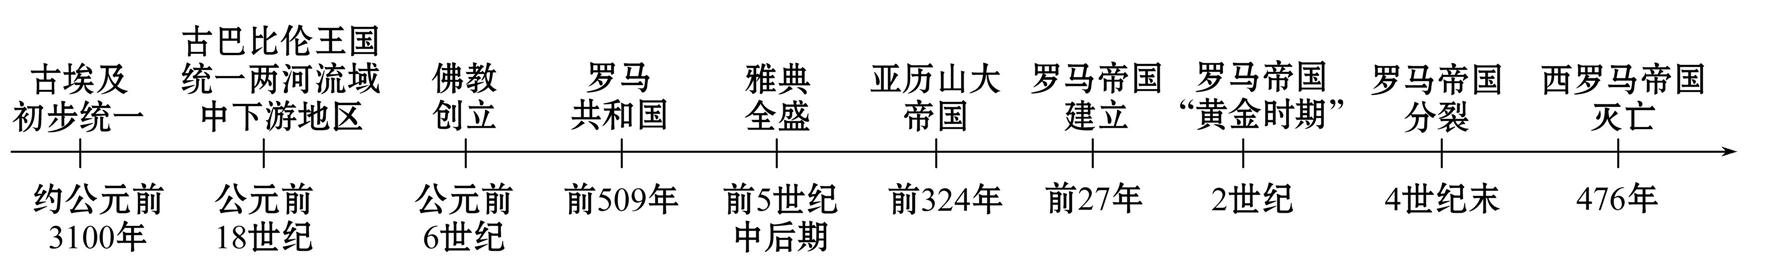 古埃及
初步统一
古巴比伦王国
统一两河流域
中下游地区
佛教
创立
罗马
共和国
雅典
全盛
亚历山大
帝国
罗马帝国
建立
罗马帝国
“黄金时期”
罗马帝国
分裂
西罗马帝国
灭亡
约公元前
3100年
公元前
18世纪
公元前
6世纪
前509年
前5世纪
中后期
前324年
前27年
2世纪
4世纪末
476年